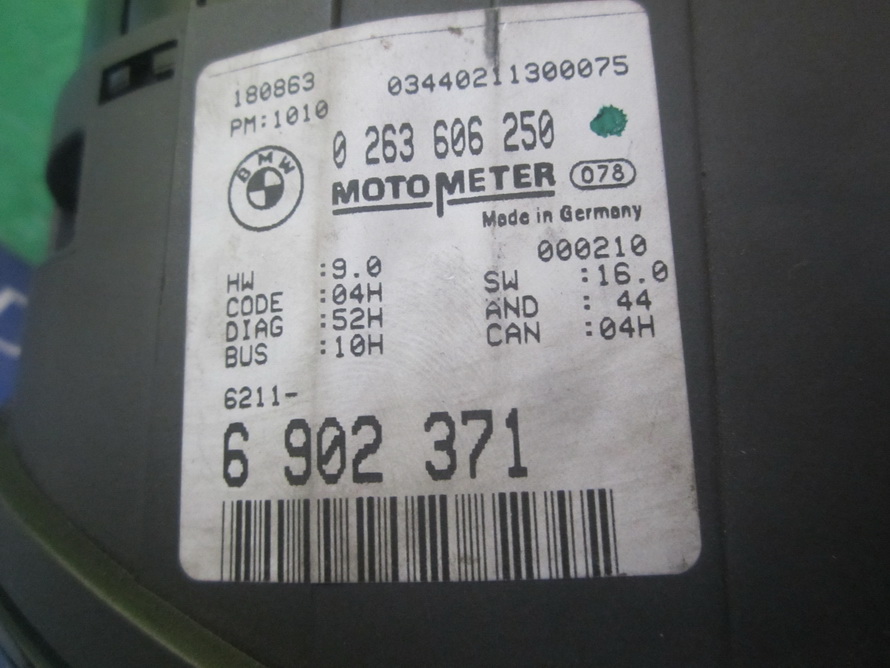 180863 03440211300075
PM:1010
0 263 606 250
BMW
MOTOMETER 078
Made in Germany
000210
HW :9.0 SW :16.0
CODE :04H AND : 44
DIAG :52H CAN :04H
BUS :10H
6211-
6 902 371